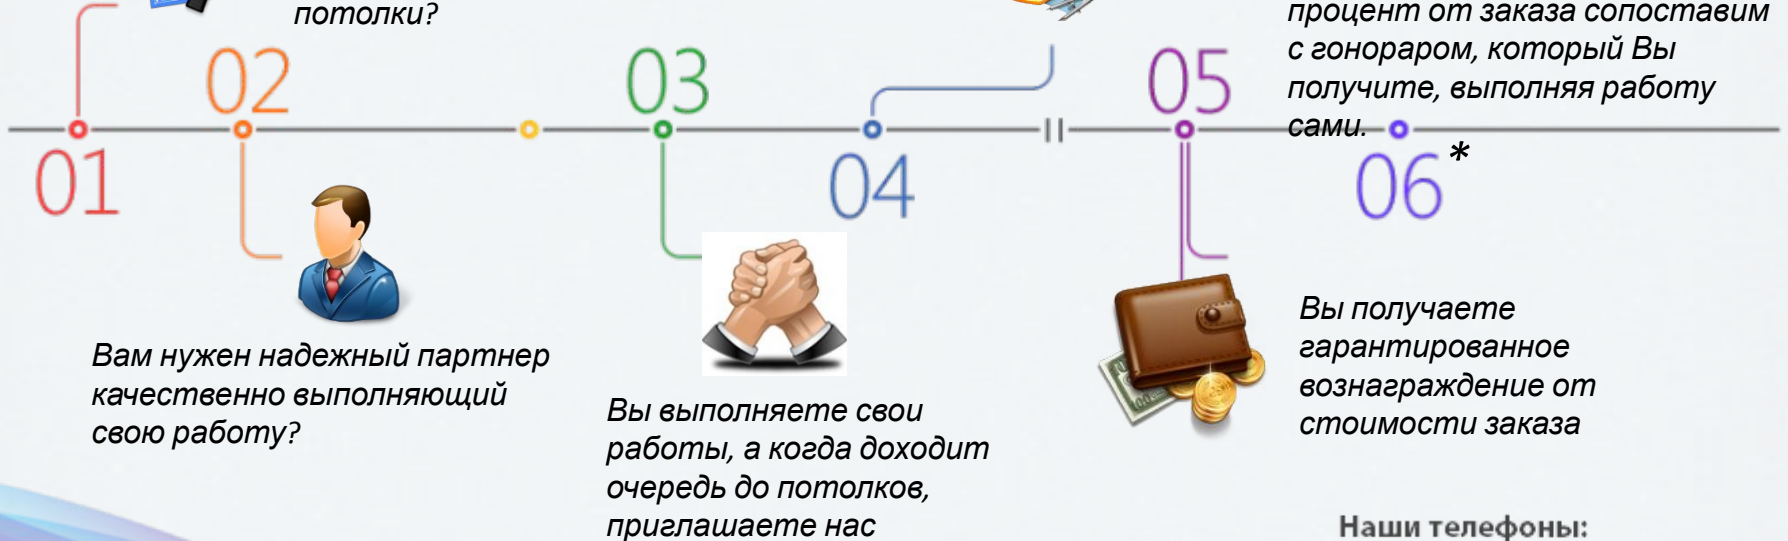 потолки?
процент от заказа сопоставим
с гонораром, который Вы
получите, выполняя работу
сами.
02
03
05
01
04
06
*
Вам нужен надежный партнер
качественно выполняющий
свою работу?
Вы выполняете свои
работы, а когда доходит
очередь до потолков,
приглашаете нас
Вы получаете
гарантированное
вознаграждение от
стоимости заказа
Наши телефоны: